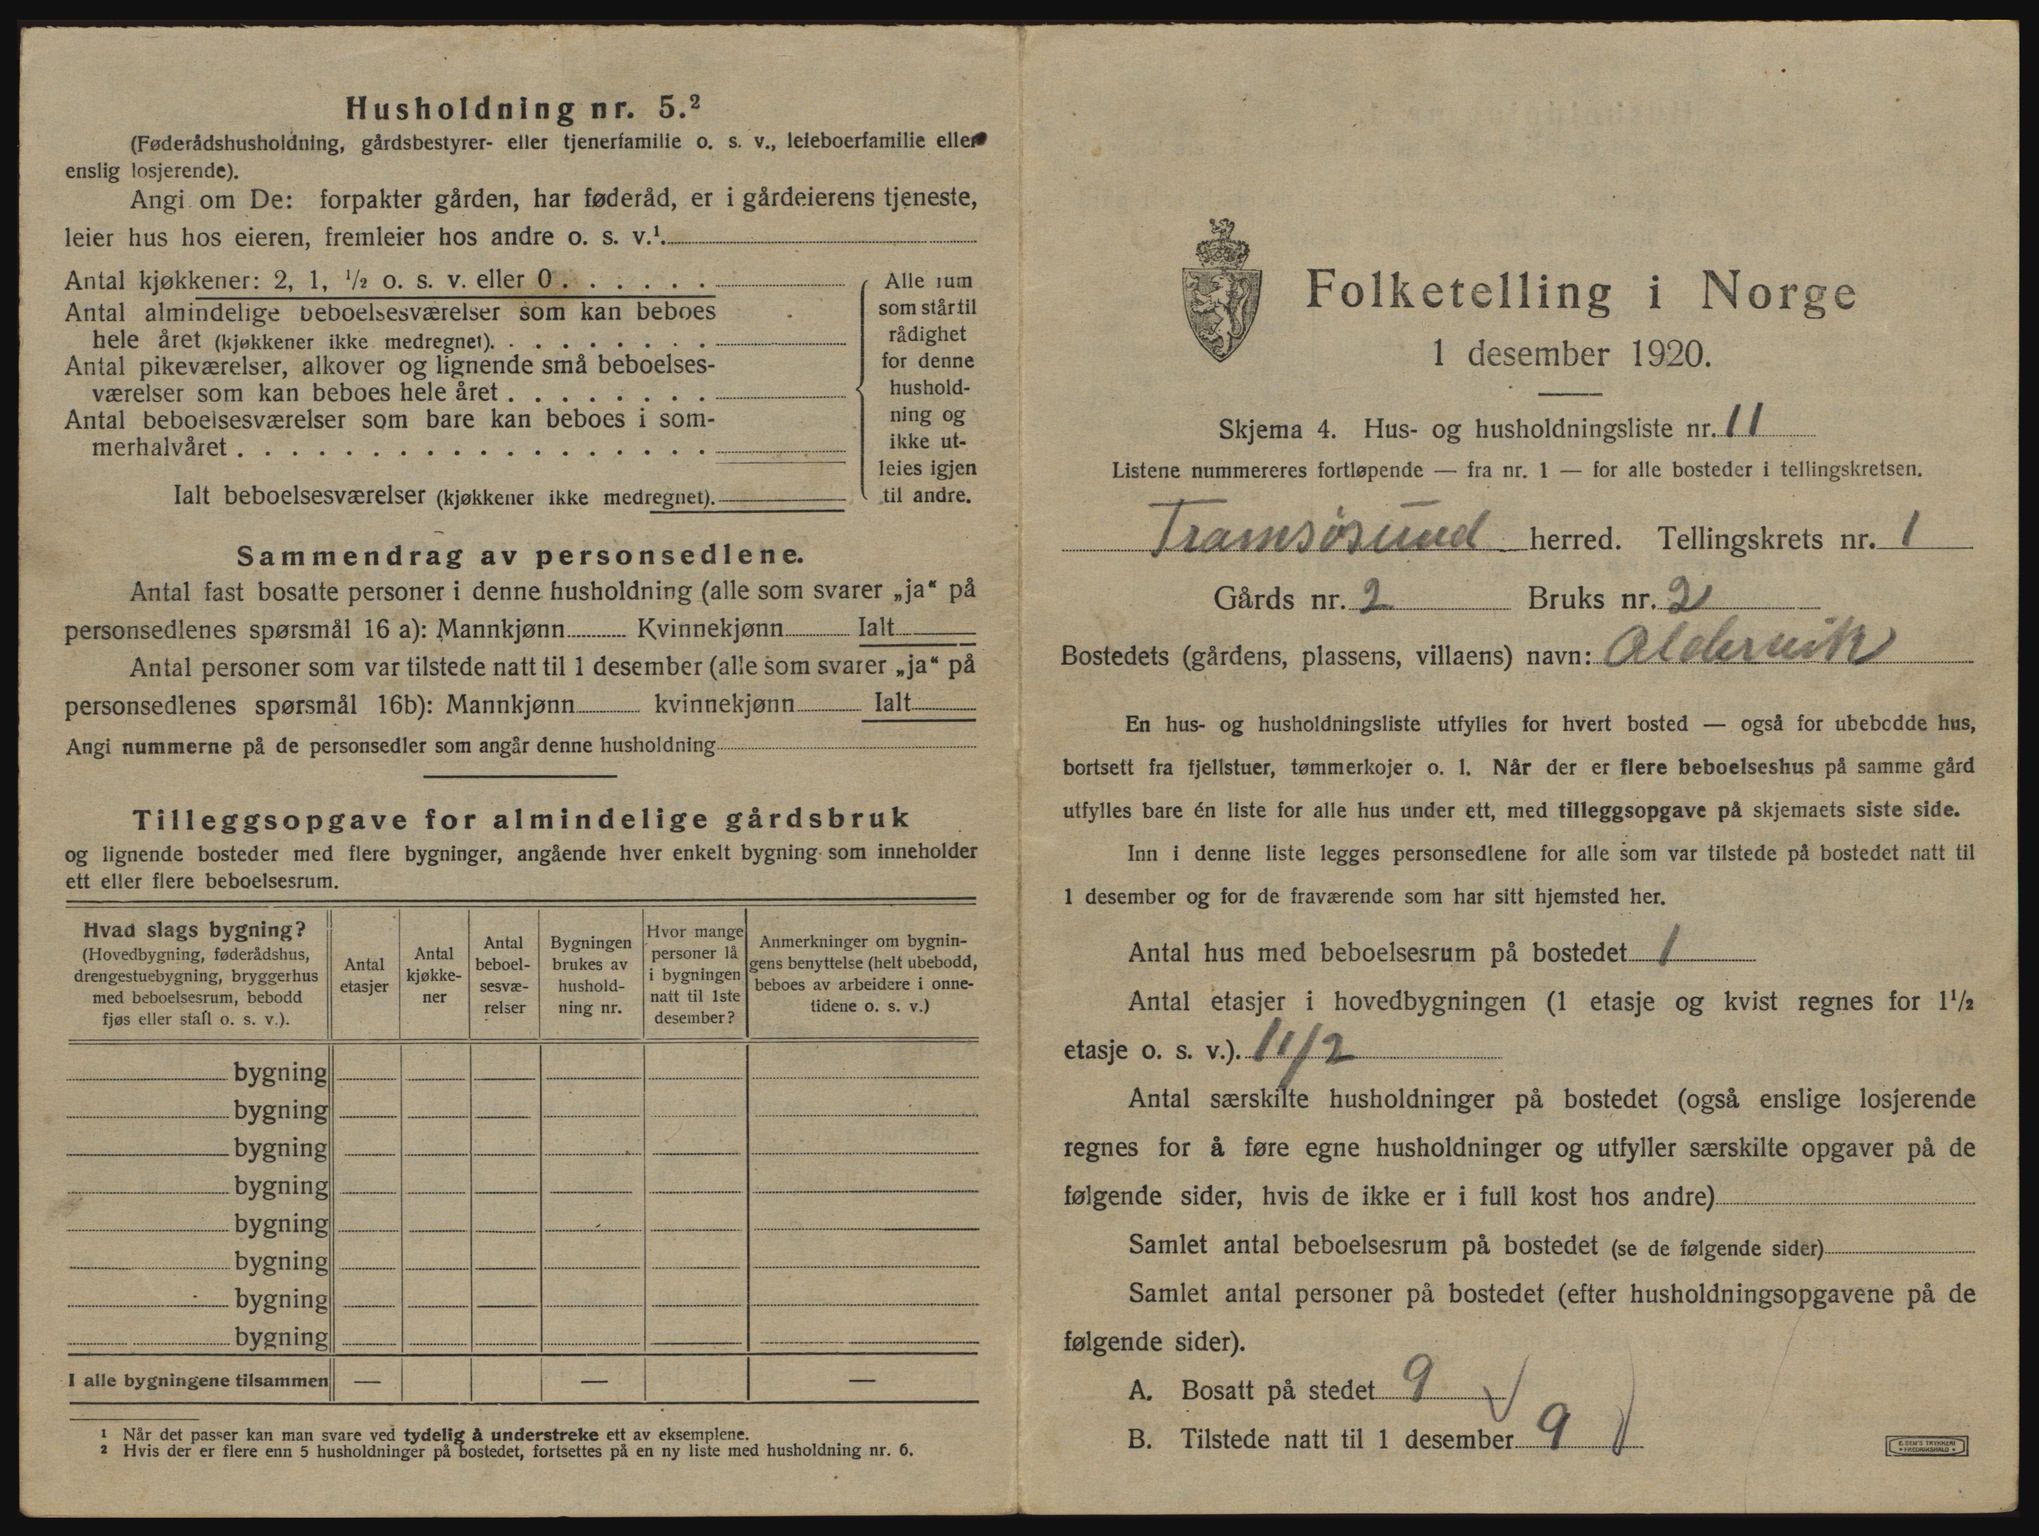 Husholdning nr. 5.²
(Føderådshusholdning, gårdsbestyrer- eller tjenerfamilie o. s. v., leieboerfamilie eller
enslig losjerende).
Angi om De: forpakter gården, har føderåd, er i gårdeierens tjeneste,
leier hus hos eieren, fremleier hos andre o. s. v.¹
Antal kjøkkener: 2, 1, ½ o. s. v. eller 0
Antal almindelige beboelsesværelser som kan beboes
hele året (kjøkkener ikke medregnet)
Antal pikeværelser, alkover og lignende små beboelses-
værelser som kan beboes hele året
Antal beboelsesværelser som bare kan beboes i som-
merhalvåret
Ialt beboelsesværelser (kjøkkener ikke medregnet)
Alle rum
som står til
rådighet
for denne
hushold-
ning og
ikke ut-
leies igjen
til andre.
Sammendrag av personsedlene.
Antal fast bosatte personer i denne husholdning (alle som svarer „ja“ på
personsedlenes spørsmål 16 a): Mannkjønn Kvinnekjønn Ialt
Antal personer som var tilstede natt til 1 desember (alle som svarer „ja“ på
personsedlenes spørsmål 16b): Mannkjønn kvinnekjønn Ialt
Angi nummerne på de personsedler som angår denne husholdning
Tilleggsopgave for almindelige gårdsbruk
og lignende bosteder med flere bygninger, angående hver enkelt bygning som inneholder
ett eller flere beboelsesrum.
Hvad slags bygning?
(Hovedbygning, føderådshus,
drengestuebygning, bryggerhus
med beboelsesrum, bebodd
fjøs eller stall o. s. v.).
Antal
etasjer
Antal
kjøkke-
ner
Antal
beboel-
sesvæ-
relser
Bygningen
brukes av
hushold-
ning nr.
Hvor mange
personer lå
i bygningen
natt til 1ste
desember?
Anmerkninger om bygnin-
gens benyttelse (helt ubebodd,
beboes av arbeidere i onne-
tidene o. s. v.)
bygning
bygning
bygning
bygning
bygning
bygning
bygning
bygning
I alle bygningene tilsammen — — —
¹ Når det passer kan man svare ved tydelig å understreke ett av eksemplene.
² Hvis der er flere enn 5 husholdninger på bostedet, fortsettes på en ny liste med husholdning nr. 6.
Folketelling i Norge
1 desember 1920.
Skjema 4. Hus- og husholdningsliste nr. 11
Listene nummereres fortløpende — fra nr. 1 — for alle bosteder i tellingskretsen.
Tromsøsund herred. Tellingskrets nr. 1
Gårds nr. 2 Bruks nr. 2
Bostedets (gårdens, plassens, villaens) navn: Aldervik
En hus- og husholdningsliste utfylles for hvert bosted — også for ubebodde hus,
bortsett fra fjellstuer, tømmerkojer o. l. Når der er flere beboelseshus på samme gård
utfylles bare én liste for alle hus under ett, med tilleggsopgave på skjemaets siste side.
Inn i denne liste legges personsedlene for alle som var tilstede på bostedet natt til
1 desember og for de fraværende som har sitt hjemsted her.
Antal hus med beboelsesrum på bostedet 1
Antal etasjer i hovedbygningen (1 etasje og kvist regnes for 1½
etasje o. s. v.). 1 1/2
Antal særskilte husholdninger på bostedet (også enslige losjerende
regnes for å føre egne husholdninger og utfyller særskilte opgaver på de
følgende sider, hvis de ikke er i full kost hos andre)
Samlet antal beboelsesrum på bostedet (se de følgende sider)
Samlet antal personer på bostedet (efter husholdningsopgavene på de
følgende sider).
A. Bosatt på stedet 9
B. Tilstede natt til 1 desember 9
E. SEM'S TRYKKERI
• FREDRIKSHALD •